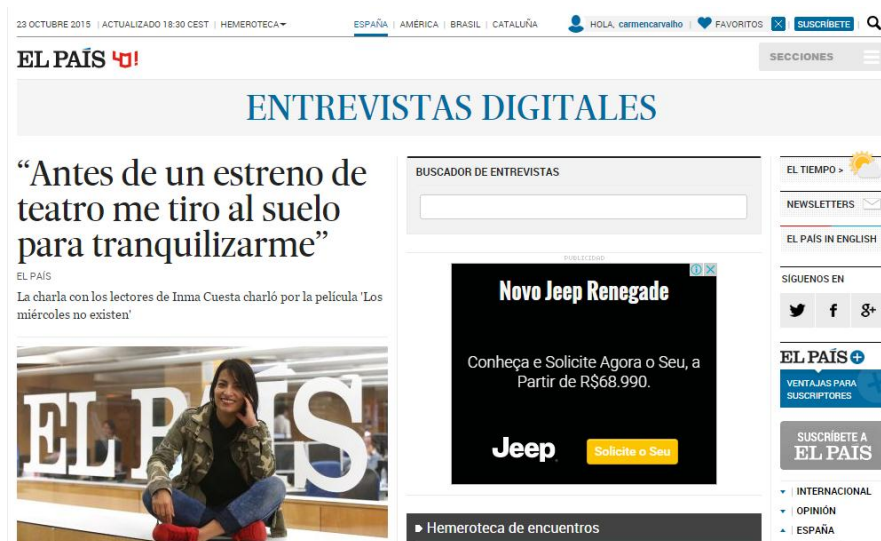 23 OCTUBRE 2015 | ACTUALIZADO 18:30 CEST | HEMEROTECA
ESPAÑA | AMÉRICA | BRASIL | CATALUÑA
HOLA, carmencarvalho | FAVORITOS | SUSCRÍBETE
EL PAÍS 40!
SECCIONES
ENTREVISTAS DIGITALES
“Antes de un estreno de
teatro me tiro al suelo
para tranquilizarme”
EL PAÍS
La charla con los lectores de Inma Cuesta charló por la película 'Los
miércoles no existen'
EL PAÍS
BUSCADOR DE ENTREVISTAS
PUBLICIDAD
Novo Jeep Renegade
Conheça e Solicite Agora o Seu, a
Partir de R$68.990.
Jeep
Solicite o Seu
Hemeroteca de encuentros
EL TIEMPO >
NEWSLETTERS
EL PAÍS IN ENGLISH
SÍGUENOS EN
f
g+
EL PAÍS +
VENTAJAS PARA
SUSCRIPTORES
SUSCRÍBETE A
EL PAIS
| INTERNACIONAL
| OPINIÓN
| ESPAÑA